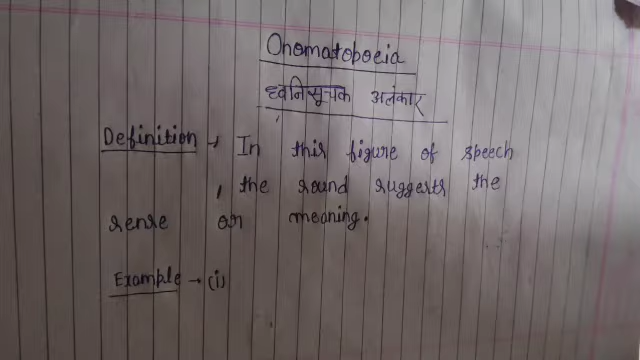 Onomatopoeia
ध्वनिसूचक अलंकार
Definition → In this figure of speech
, the sound suggests the
sense or meaning.
Example → (i)